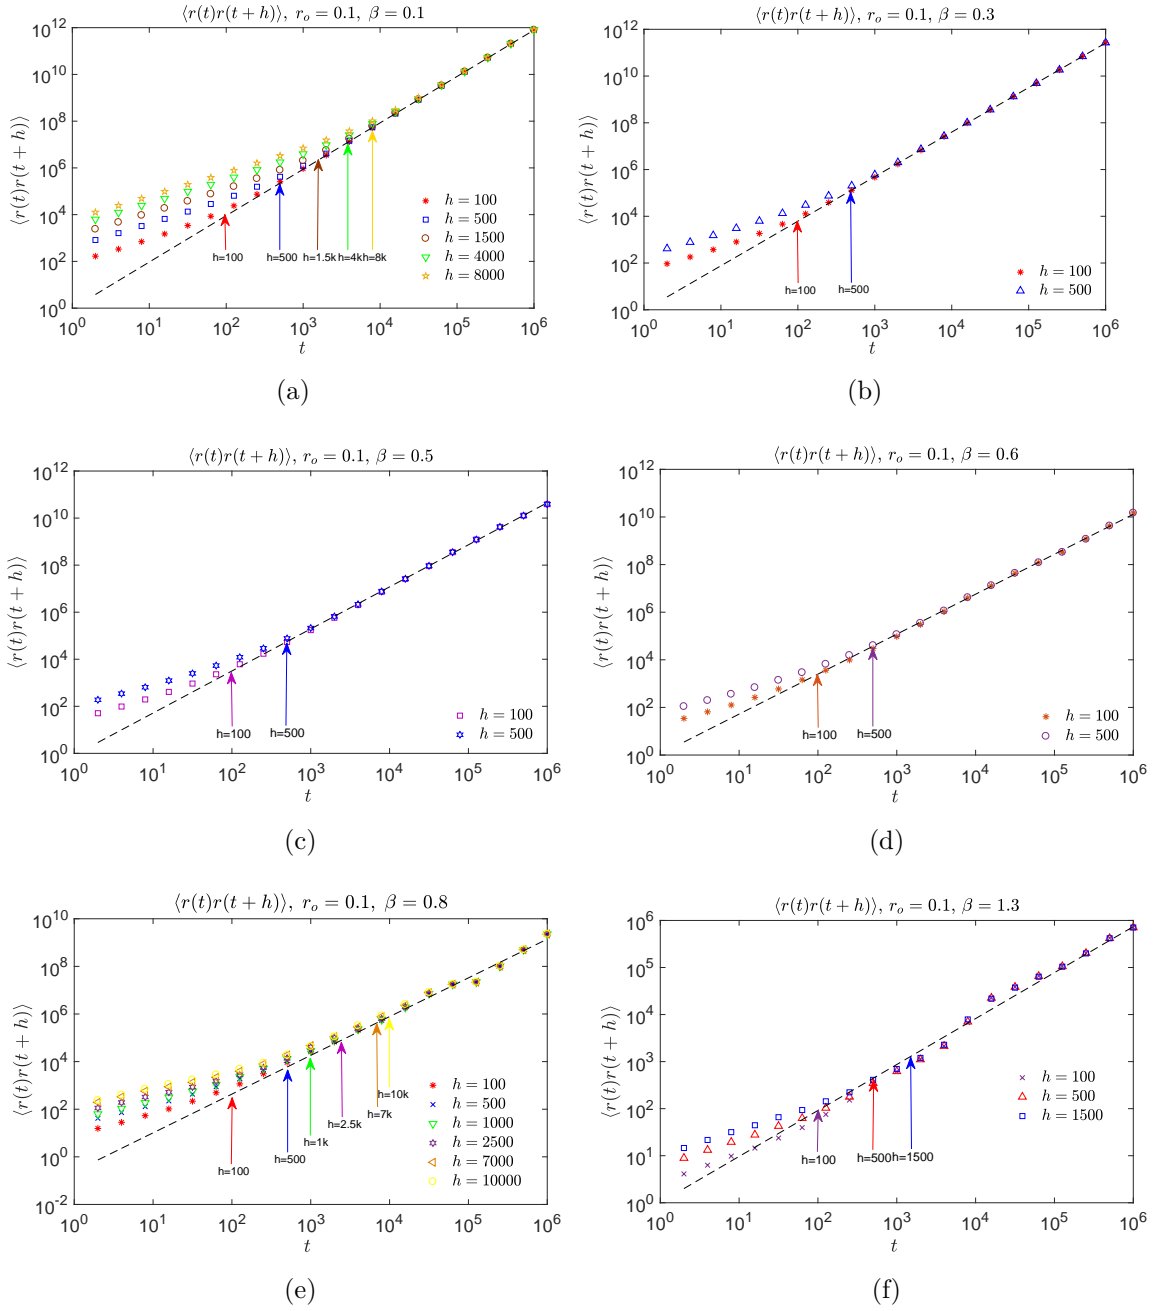 ⟨r(t)r(t + h)⟩, r_o = 0.1, β = 0.1
⟨r(t)r(t + h)⟩
10^12
10^10
10^8
10^6
10^4
10^2
10^0
h = 100
h = 500
h = 1500
h = 4000
h = 8000
h=100
h=500
h=1.5k
h=4k
h=8k
10^0 10^1 10^2 10^3 10^4 10^5 10^6
t
(a)
⟨r(t)r(t + h)⟩, r_o = 0.1, β = 0.3
⟨r(t)r(t + h)⟩
10^12
10^10
10^8
10^6
10^4
10^2
10^0
h = 100
h = 500
h=100
h=500
10^0 10^1 10^2 10^3 10^4 10^5 10^6
t
(b)
⟨r(t)r(t + h)⟩, r_o = 0.1, β = 0.5
⟨r(t)r(t + h)⟩
10^12
10^10
10^8
10^6
10^4
10^2
10^0
h = 100
h = 500
h=100
h=500
10^0 10^1 10^2 10^3 10^4 10^5 10^6
t
(c)
⟨r(t)r(t + h)⟩, r_o = 0.1, β = 0.6
⟨r(t)r(t + h)⟩
10^12
10^10
10^8
10^6
10^4
10^2
10^0
h = 100
h = 500
h=100
h=500
10^0 10^1 10^2 10^3 10^4 10^5 10^6
t
(d)
⟨r(t)r(t + h)⟩, r_o = 0.1, β = 0.8
⟨r(t)r(t + h)⟩
10^10
10^8
10^6
10^4
10^2
10^0
10^-2
h = 100
h = 500
h = 1000
h = 2500
h = 7000
h = 10000
h=100
h=500
h=1k
h=2.5k
h=7k
h=10k
10^0 10^1 10^2 10^3 10^4 10^5 10^6
t
(e)
⟨r(t)r(t + h)⟩, r_o = 0.1, β = 1.3
⟨r(t)r(t + h)⟩
10^6
10^5
10^4
10^3
10^2
10^1
10^0
h = 100
h = 500
h = 1500
h=100
h=500
h=1500
10^0 10^1 10^2 10^3 10^4 10^5 10^6
t
(f)